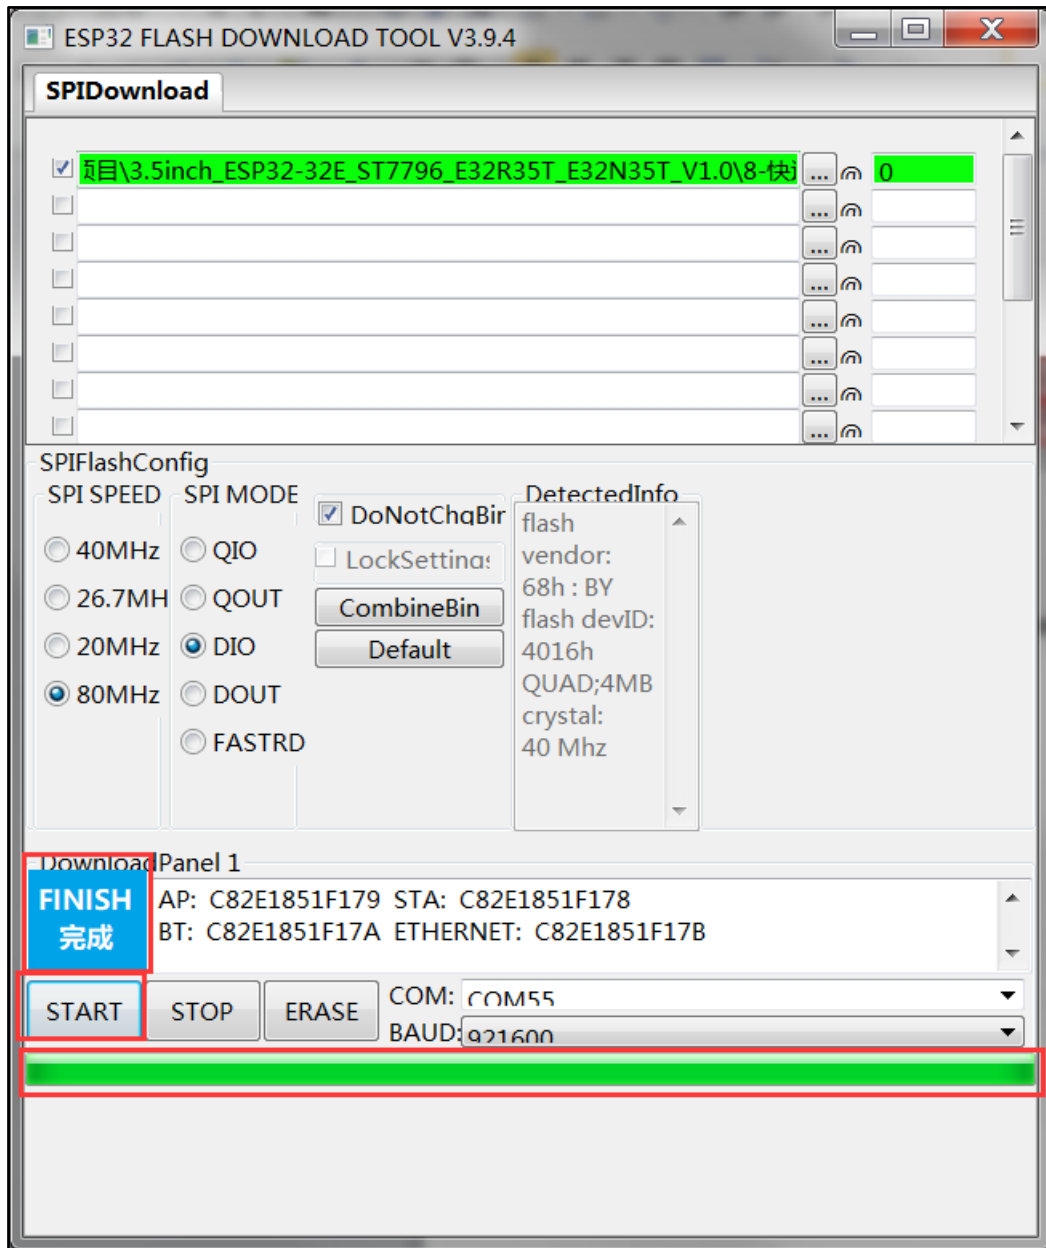 ESP32 FLASH DOWNLOAD TOOL V3.9.4
SPIDownload
项目\3.5inch_ESP32-32E_ST7796_E32R35T_E32N35T_V1.0\8-快 ... @ 0
... @
... @
... @
... @
... @
... @
... @
SPIFlashConfig
SPI SPEED
40MHz
26.7MH
20MHz
80MHz
SPI MODE
QIO
QOUT
DIO
DOUT
FASTRD
DoNotChgBin
LockSettings
CombineBin
Default
DetectedInfo
flash
vendor:
68h : BY
flash devID:
4016h
QUAD;4MB
crystal:
40 Mhz
DownloadPanel 1
FINISH
完成
AP: C82E1851F179 STA: C82E1851F178
BT: C82E1851F17A ETHERNET: C82E1851F17B
START
STOP
ERASE
COM: COM55
BAUD: 921600